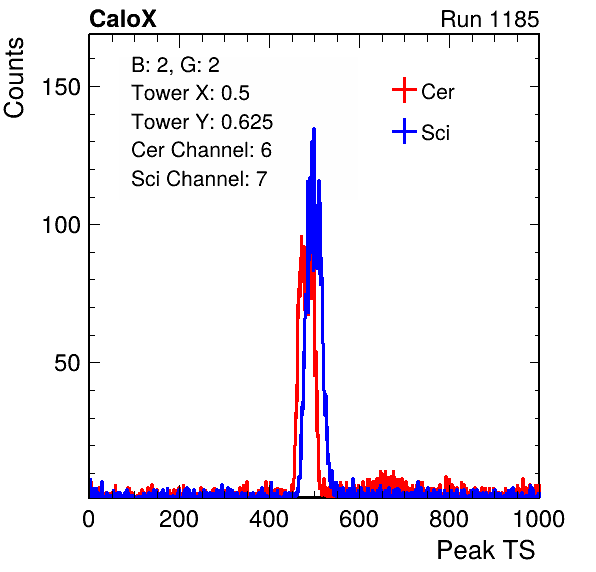 CaloX Run 1185
Counts
B: 2, G: 2
Tower X: 0.5
Tower Y: 0.625
Cer Channel: 6
Sci Channel: 7
Cer
Sci
150
100
50
0 200 400 600 800 1000
Peak TS